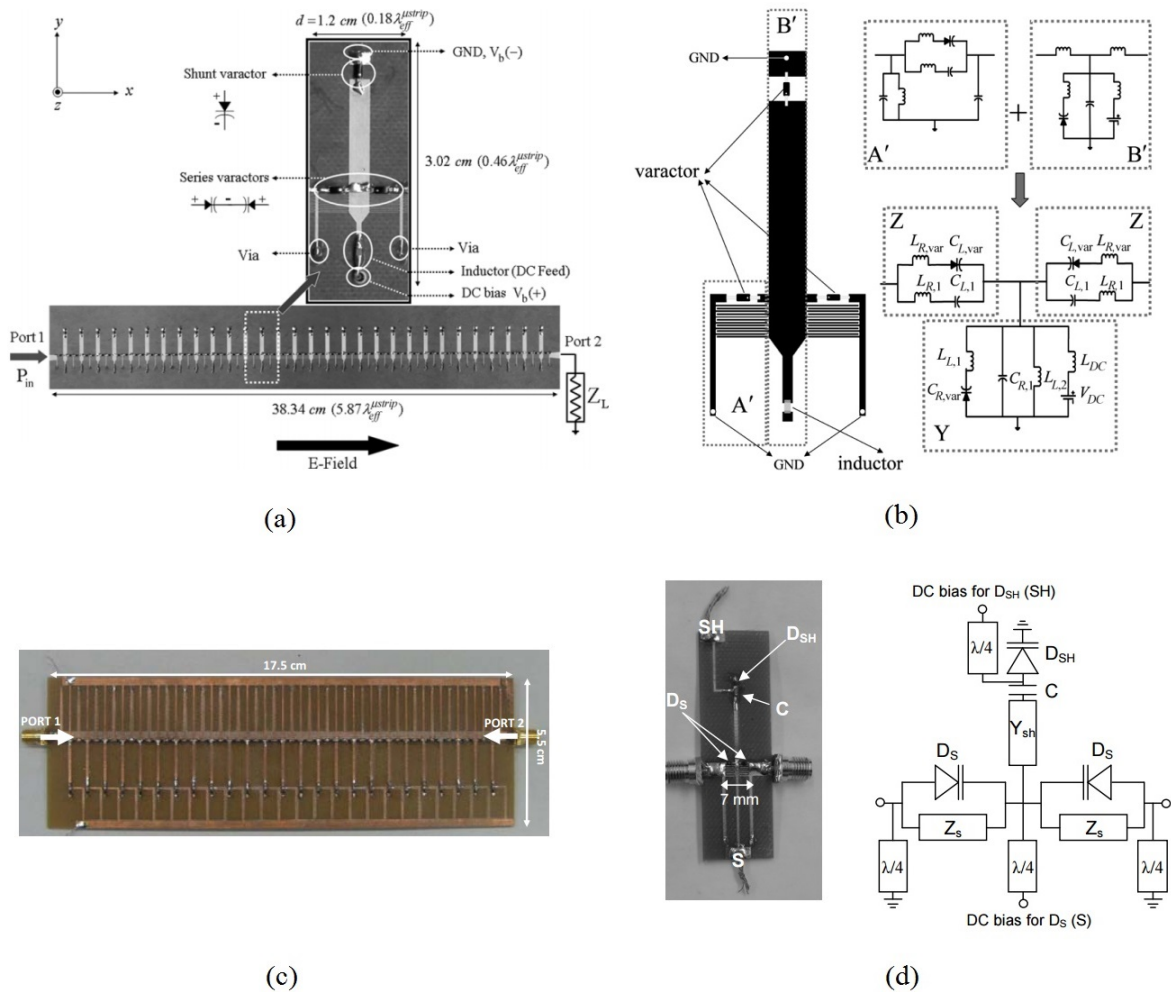 y
x
z
d = 1.2 cm (0.18λ_eff^μstrip)
GND, V_b(−)
Shunt varactor
+
-
3.02 cm (0.46λ_eff^μstrip)
Series varactors
+ - +
Via
Via
Inductor (DC Feed)
DC bias V_b(+)
Port 1
P_in
Port 2
Z_L
38.34 cm (5.87λ_eff^μstrip)
E-Field
(a)
B′
GND
varactor
A′
GND
inductor
A′
+
B′
Z
L_R,var C_L,var
L_R,1 C_L,1
Z
C_L,var L_R,var
C_L,1 L_R,1
L_L,1
C_R,var
C_R,1
L_L,2
L_DC
V_DC
Y
(b)
17.5 cm
PORT 1
PORT 2
5.5 cm
(c)
SH
D_SH
C
D_S
7 mm
S
DC bias for D_SH (SH)
λ/4
D_SH
C
Y_sh
D_S
D_S
Z_s
Z_s
λ/4
λ/4
λ/4
DC bias for D_S (S)
(d)